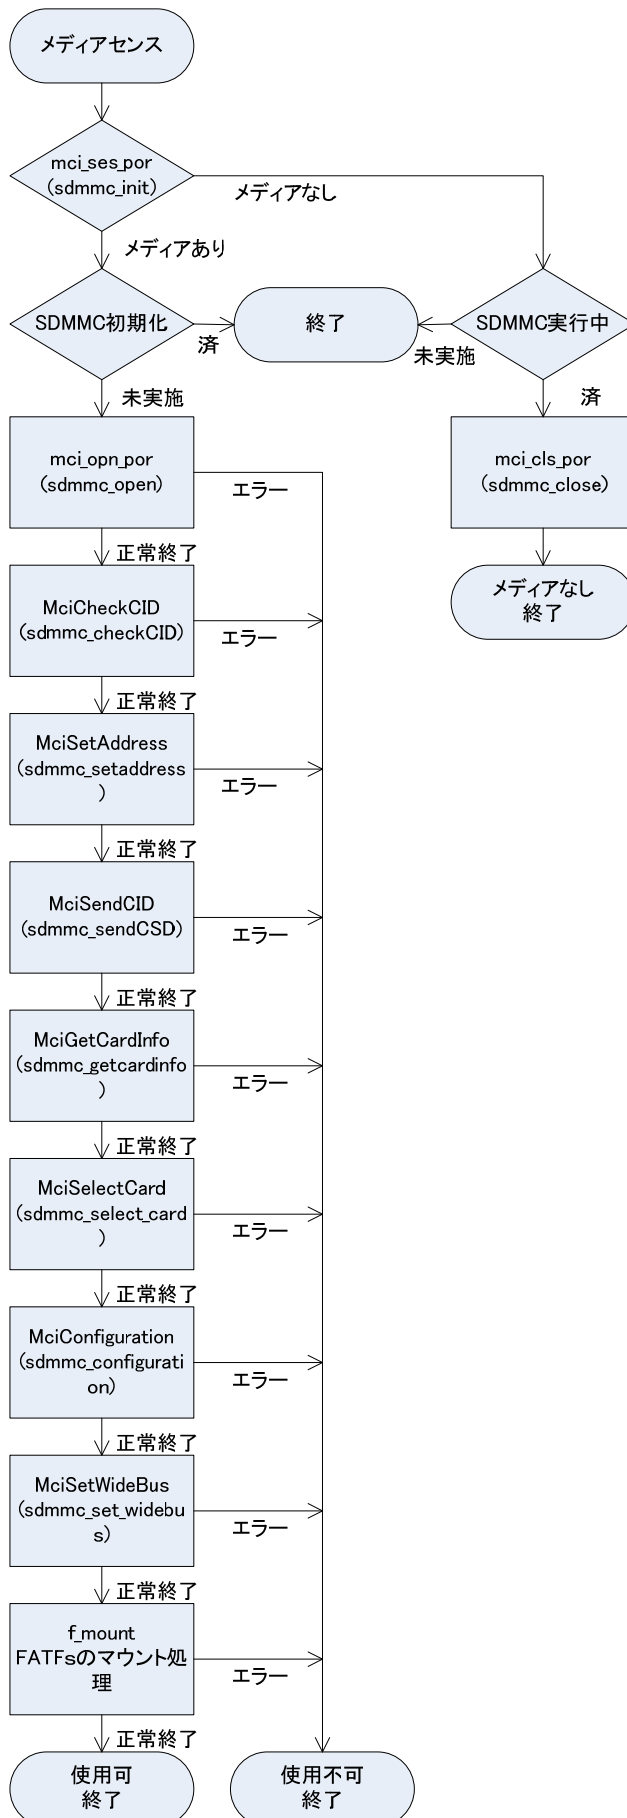 メディアセンス
mci_ses_por
(sdmmc_init)
メディアなし
メディアあり
SDMMC初期化
済
終了
未実施
SDMMC実行中
未実施
済
mci_opn_por
(sdmmc_open)
エラー
mci_cls_por
(sdmmc_close)
正常終了
メディアなし
終了
MciCheckCID
(sdmmc_checkCID)
エラー
正常終了
MciSetAddress
(sdmmc_setaddress
)
エラー
正常終了
MciSendCID
(sdmmc_sendCSD)
エラー
正常終了
MciGetCardInfo
(sdmmc_getcardinfo
)
エラー
正常終了
MciSelectCard
(sdmmc_select_card
)
エラー
正常終了
MciConfiguration
(sdmmc_configurati
on)
エラー
正常終了
MciSetWideBus
(sdmmc_set_widebu
s)
エラー
正常終了
f_mount
FATFsのマウント処
理
エラー
正常終了
使用可
終了
使用不可
終了